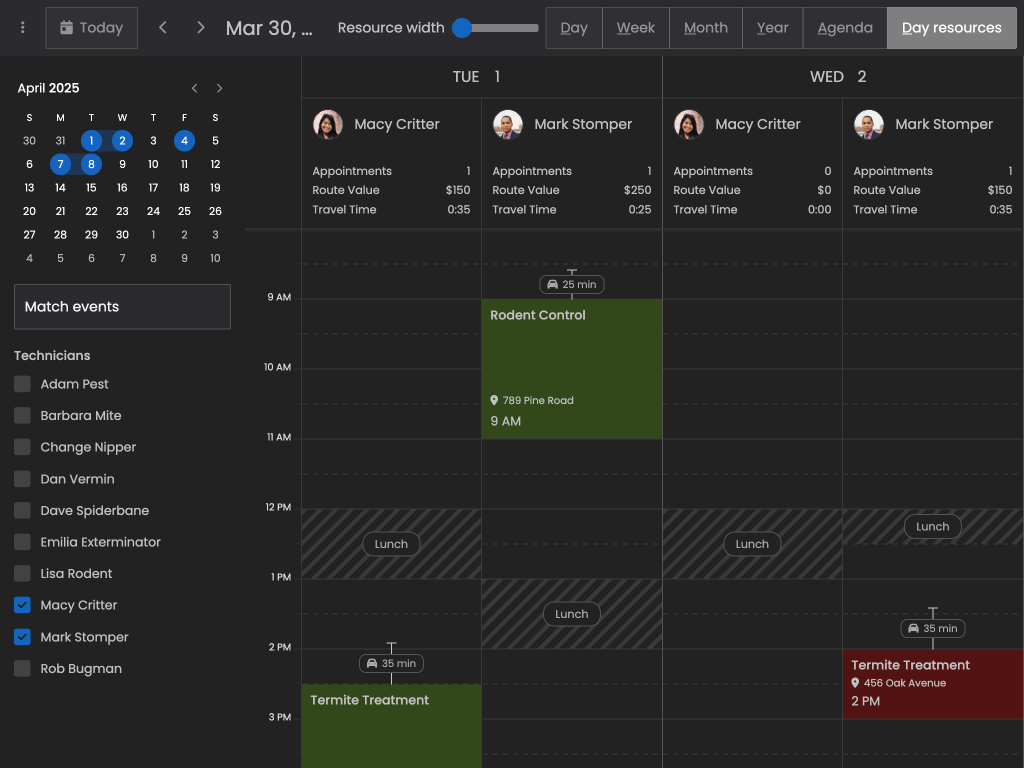 Today Mar 30, ... Resource width Day Week Month Year Agenda Day resources
April 2025
S M T W T F S
30 31 1 2 3 4 5
6 7 8 9 10 11 12
13 14 15 16 17 18 19
20 21 22 23 24 25 26
27 28 29 30 1 2 3
4 5 6 7 8 9 10
Match events
Technicians
Adam Pest
Barbara Mite
Change Nipper
Dan Vermin
Dave Spiderbane
Emilia Exterminator
Lisa Rodent
Macy Critter
Mark Stomper
Rob Bugman
TUE 1 WED 2
Macy Critter Mark Stomper Macy Critter Mark Stomper
Appointments 1 Appointments 1 Appointments 0 Appointments 1
Route Value $150 Route Value $250 Route Value $0 Route Value $150
Travel Time 0:35 Travel Time 0:25 Travel Time 0:00 Travel Time 0:35
25 min
9 AM
Rodent Control
10 AM
789 Pine Road
9 AM
11 AM
12 PM
Lunch
Lunch Lunch
1 PM
Lunch
35 min
2 PM
35 min
Termite Treatment
456 Oak Avenue
2 PM
Termite Treatment
3 PM